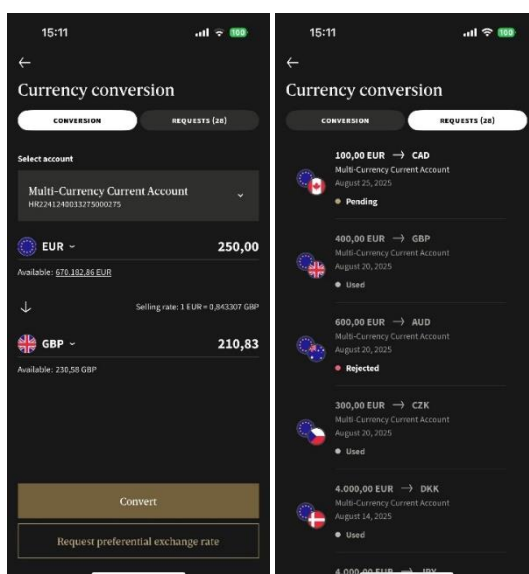 15:11
100
Currency conversion
CONVERSION
REQUESTS (28)
Select account
Multi-Currency Current Account
HR2241240033275000275
EUR
250,00
Available: 670.182,86 EUR
Selling rate: 1 EUR = 0,843307 GBP
GBP
210,83
Available: 230,58 GBP
Convert
Request preferential exchange rate
15:11
100
Currency conversion
CONVERSION
REQUESTS (28)
100,00 EUR → CAD
Multi-Currency Current Account
August 25, 2025
Pending
400,00 EUR → GBP
Multi-Currency Current Account
August 20, 2025
Used
600,00 EUR → AUD
Multi-Currency Current Account
August 20, 2025
Rejected
300,00 EUR → CZK
Multi-Currency Current Account
August 20, 2025
Used
4.000,00 EUR → DKK
Multi-Currency Current Account
August 14, 2025
Used
4.000,00 EUR → JPY